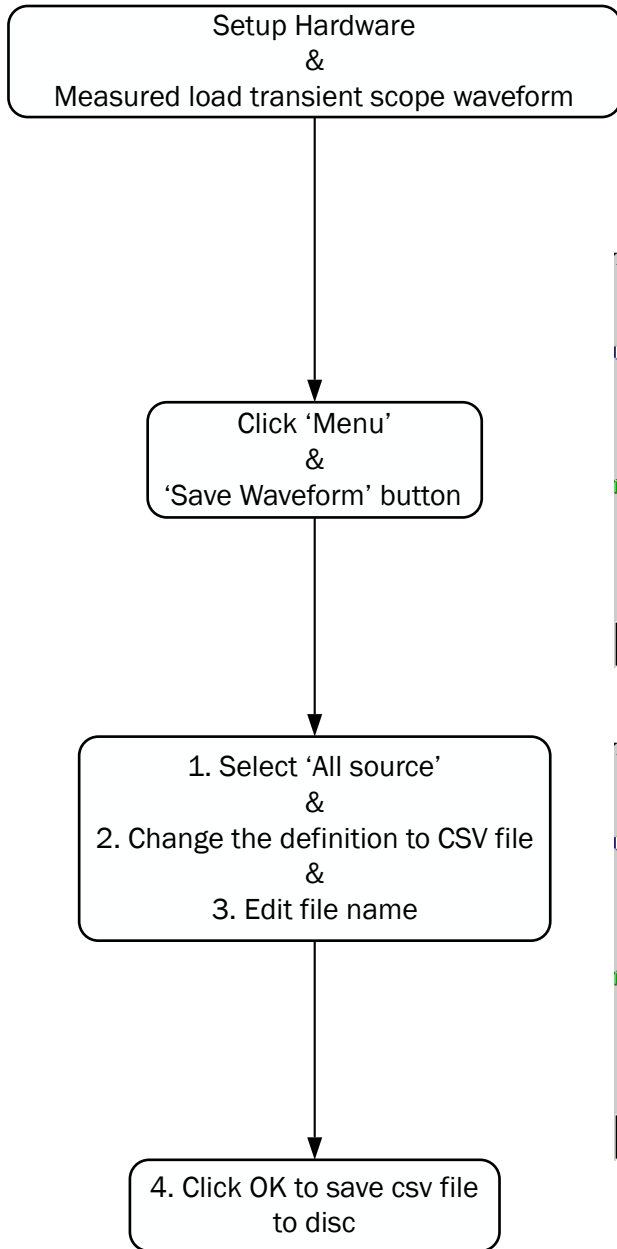 Setup Hardware
&
Measured load transient scope waveform
Click ‘Menu’
&
‘Save Waveform’ button
1. Select ‘All source’
&
2. Change the definition to CSV file
&
3. Edit file name
4. Click OK to save csv file
to disc